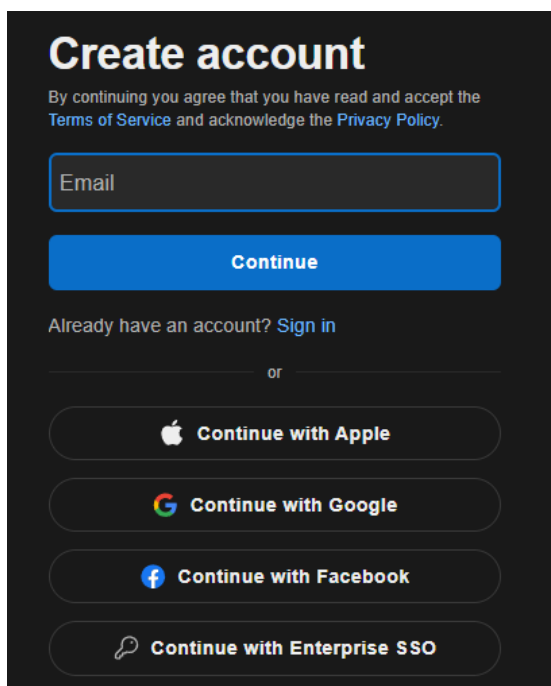 Create account
By continuing you agree that you have read and accept the
Terms of Service and acknowledge the Privacy Policy.
Email
Continue
Already have an account? Sign in
or
Continue with Apple
Continue with Google
Continue with Facebook
Continue with Enterprise SSO